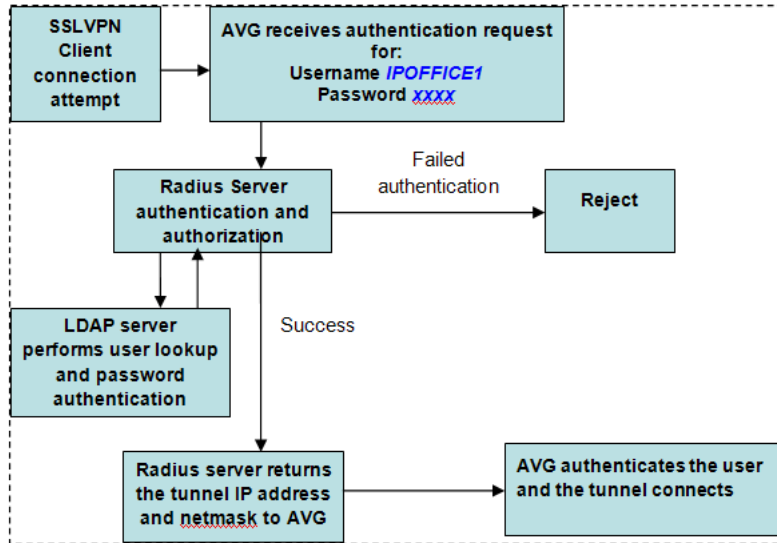 SSLVPN
Client
connection
attempt
AVG receives authentication request
for:
Username IPOFFICE1
Password xxxx
Radius Server
authentication and
authorization
Failed
authentication
Reject
LDAP server
performs user lookup
and password
authentication
Success
Radius server returns
the tunnel IP address
and netmask to AVG
AVG authenticates the user
and the tunnel connects